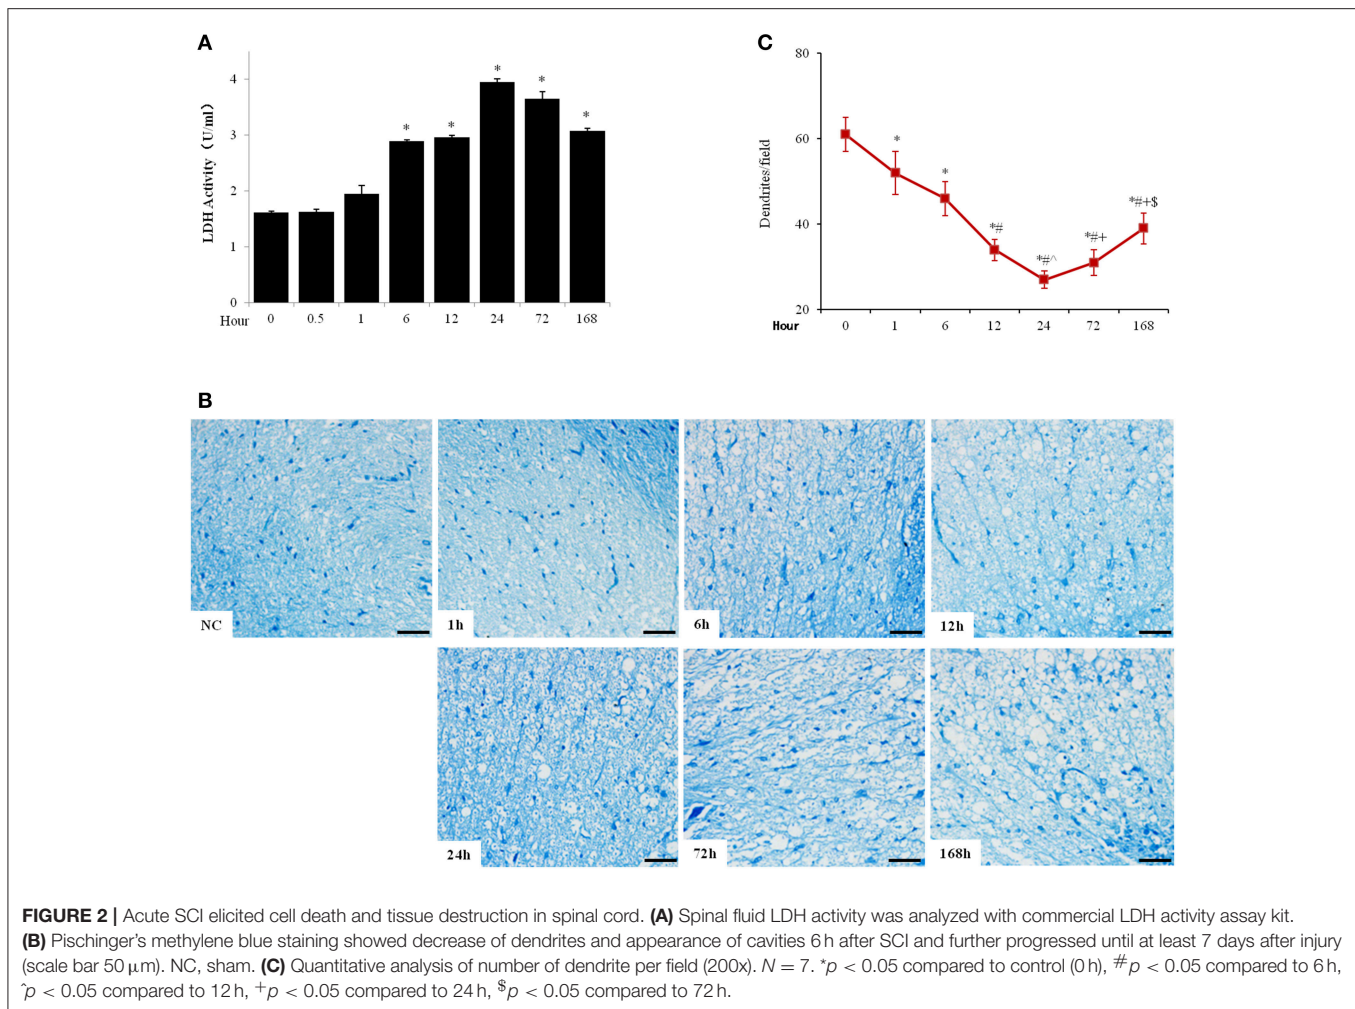 A
LDH Activity (U/ml)
4
3
2
1
0
* * * * *
Hour 0 0.5 1 6 12 24 72 168
C
Dendrites/field
80
60
40
20
*
*
*#
*#^
*#+
*#+$
Hour 0 1 6 12 24 72 168
B
NC
1h
6h
12h
24h
72h
168h
FIGURE 2 | Acute SCI elicited cell death and tissue destruction in spinal cord. (A) Spinal fluid LDH activity was analyzed with commercial LDH activity assay kit.
(B) Pischinger's methylene blue staining showed decrease of dendrites and appearance of cavities 6 h after SCI and further progressed until at least 7 days after injury
(scale bar 50 μm). NC, sham. (C) Quantitative analysis of number of dendrite per field (200x). N = 7. *p < 0.05 compared to control (0 h), #p < 0.05 compared to 6 h,
^p < 0.05 compared to 12 h, +p < 0.05 compared to 24 h, $p < 0.05 compared to 72 h.